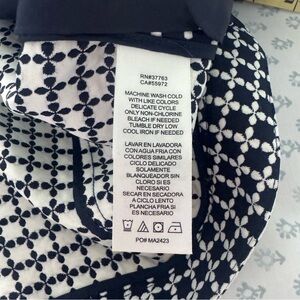 RN#37763
CA#55972
MACHINE WASH COLD
WITH LIKE COLORS
DELICATE CYCLE
ONLY NON-CHLORINE
BLEACH IF NEEDED
TUMBLE DRY LOW
COOL IRON IF NEEDED
LAVAR EN LAVADORA
CON AGUA FRIA CON
COLORES SIMILARES
CICLO DELICADO
SOLAMENTE
BLANQUEADOR SIN
CLORO SI ES
NECESARIO
SECAR EN SECADORA
A CICLO LENTO
PLANCHA TIBIA
SI ES NECESARIO
PO# MA2423